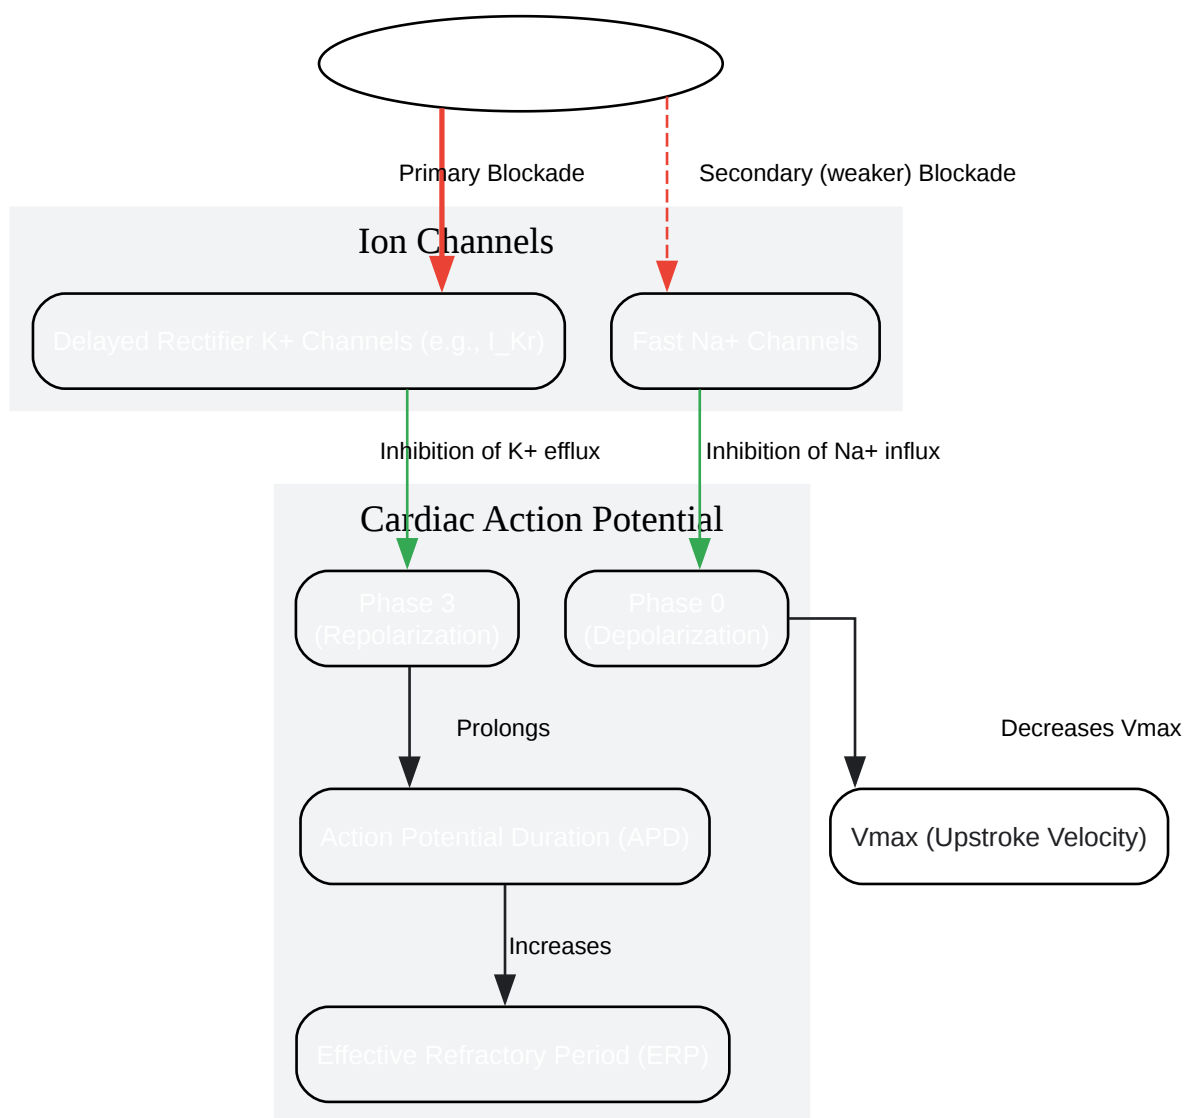 Primary Blockade
Secondary (weaker) Blockade
Ion Channels
Delayed Rectifier K+ Channels (e.g., I_Kr)
Fast Na+ Channels
Inhibition of K+ efflux
Inhibition of Na+ influx
Cardiac Action Potential
Phase 3
(Repolarization)
Phase 0
(Depolarization)
Prolongs
Decreases Vmax
Action Potential Duration (APD)
Vmax (Upstroke Velocity)
Increases
Effective Refractory Period (ERP)